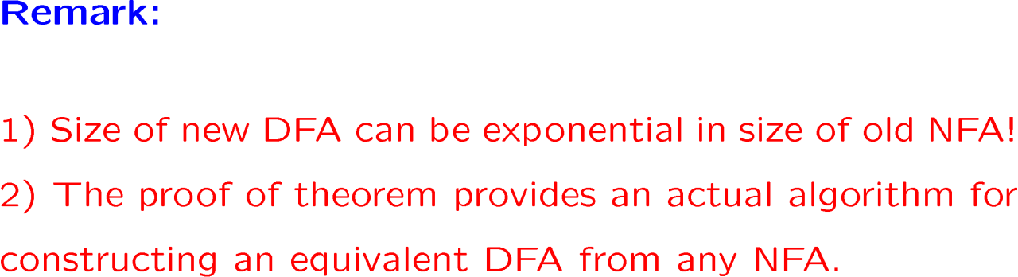 Remark:
1) Size of new DFA can be exponential in size of old NFA!
2) The proof of theorem provides an actual algorithm for
constructing an equivalent DFA from any NFA.